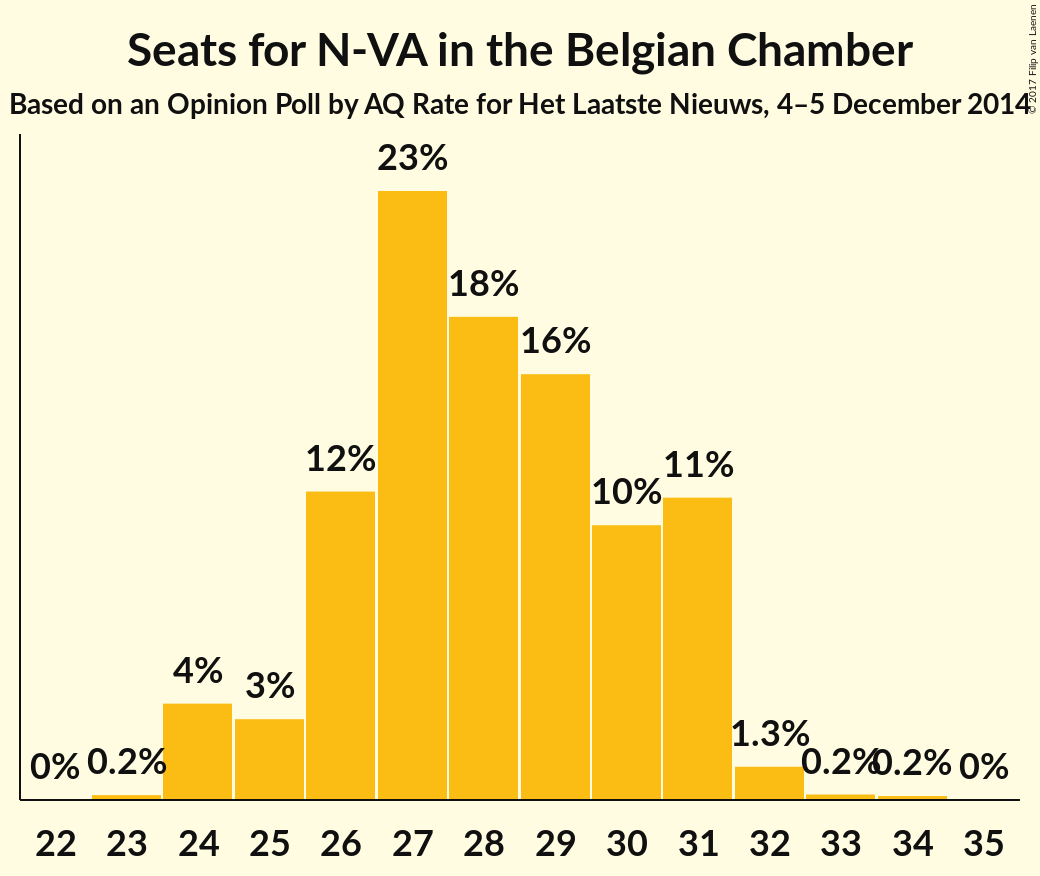 Seats for N-VA in the Belgian Chamber
Based on an Opinion Poll by AQ Rate for Het Laatste Nieuws, 4–5 December 2014
© 2017 Filip van Laenen
0% 0.2% 4% 3% 12% 23% 18% 16% 10% 11% 1.3% 0.2% 0.2% 0%
22 23 24 25 26 27 28 29 30 31 32 33 34 35